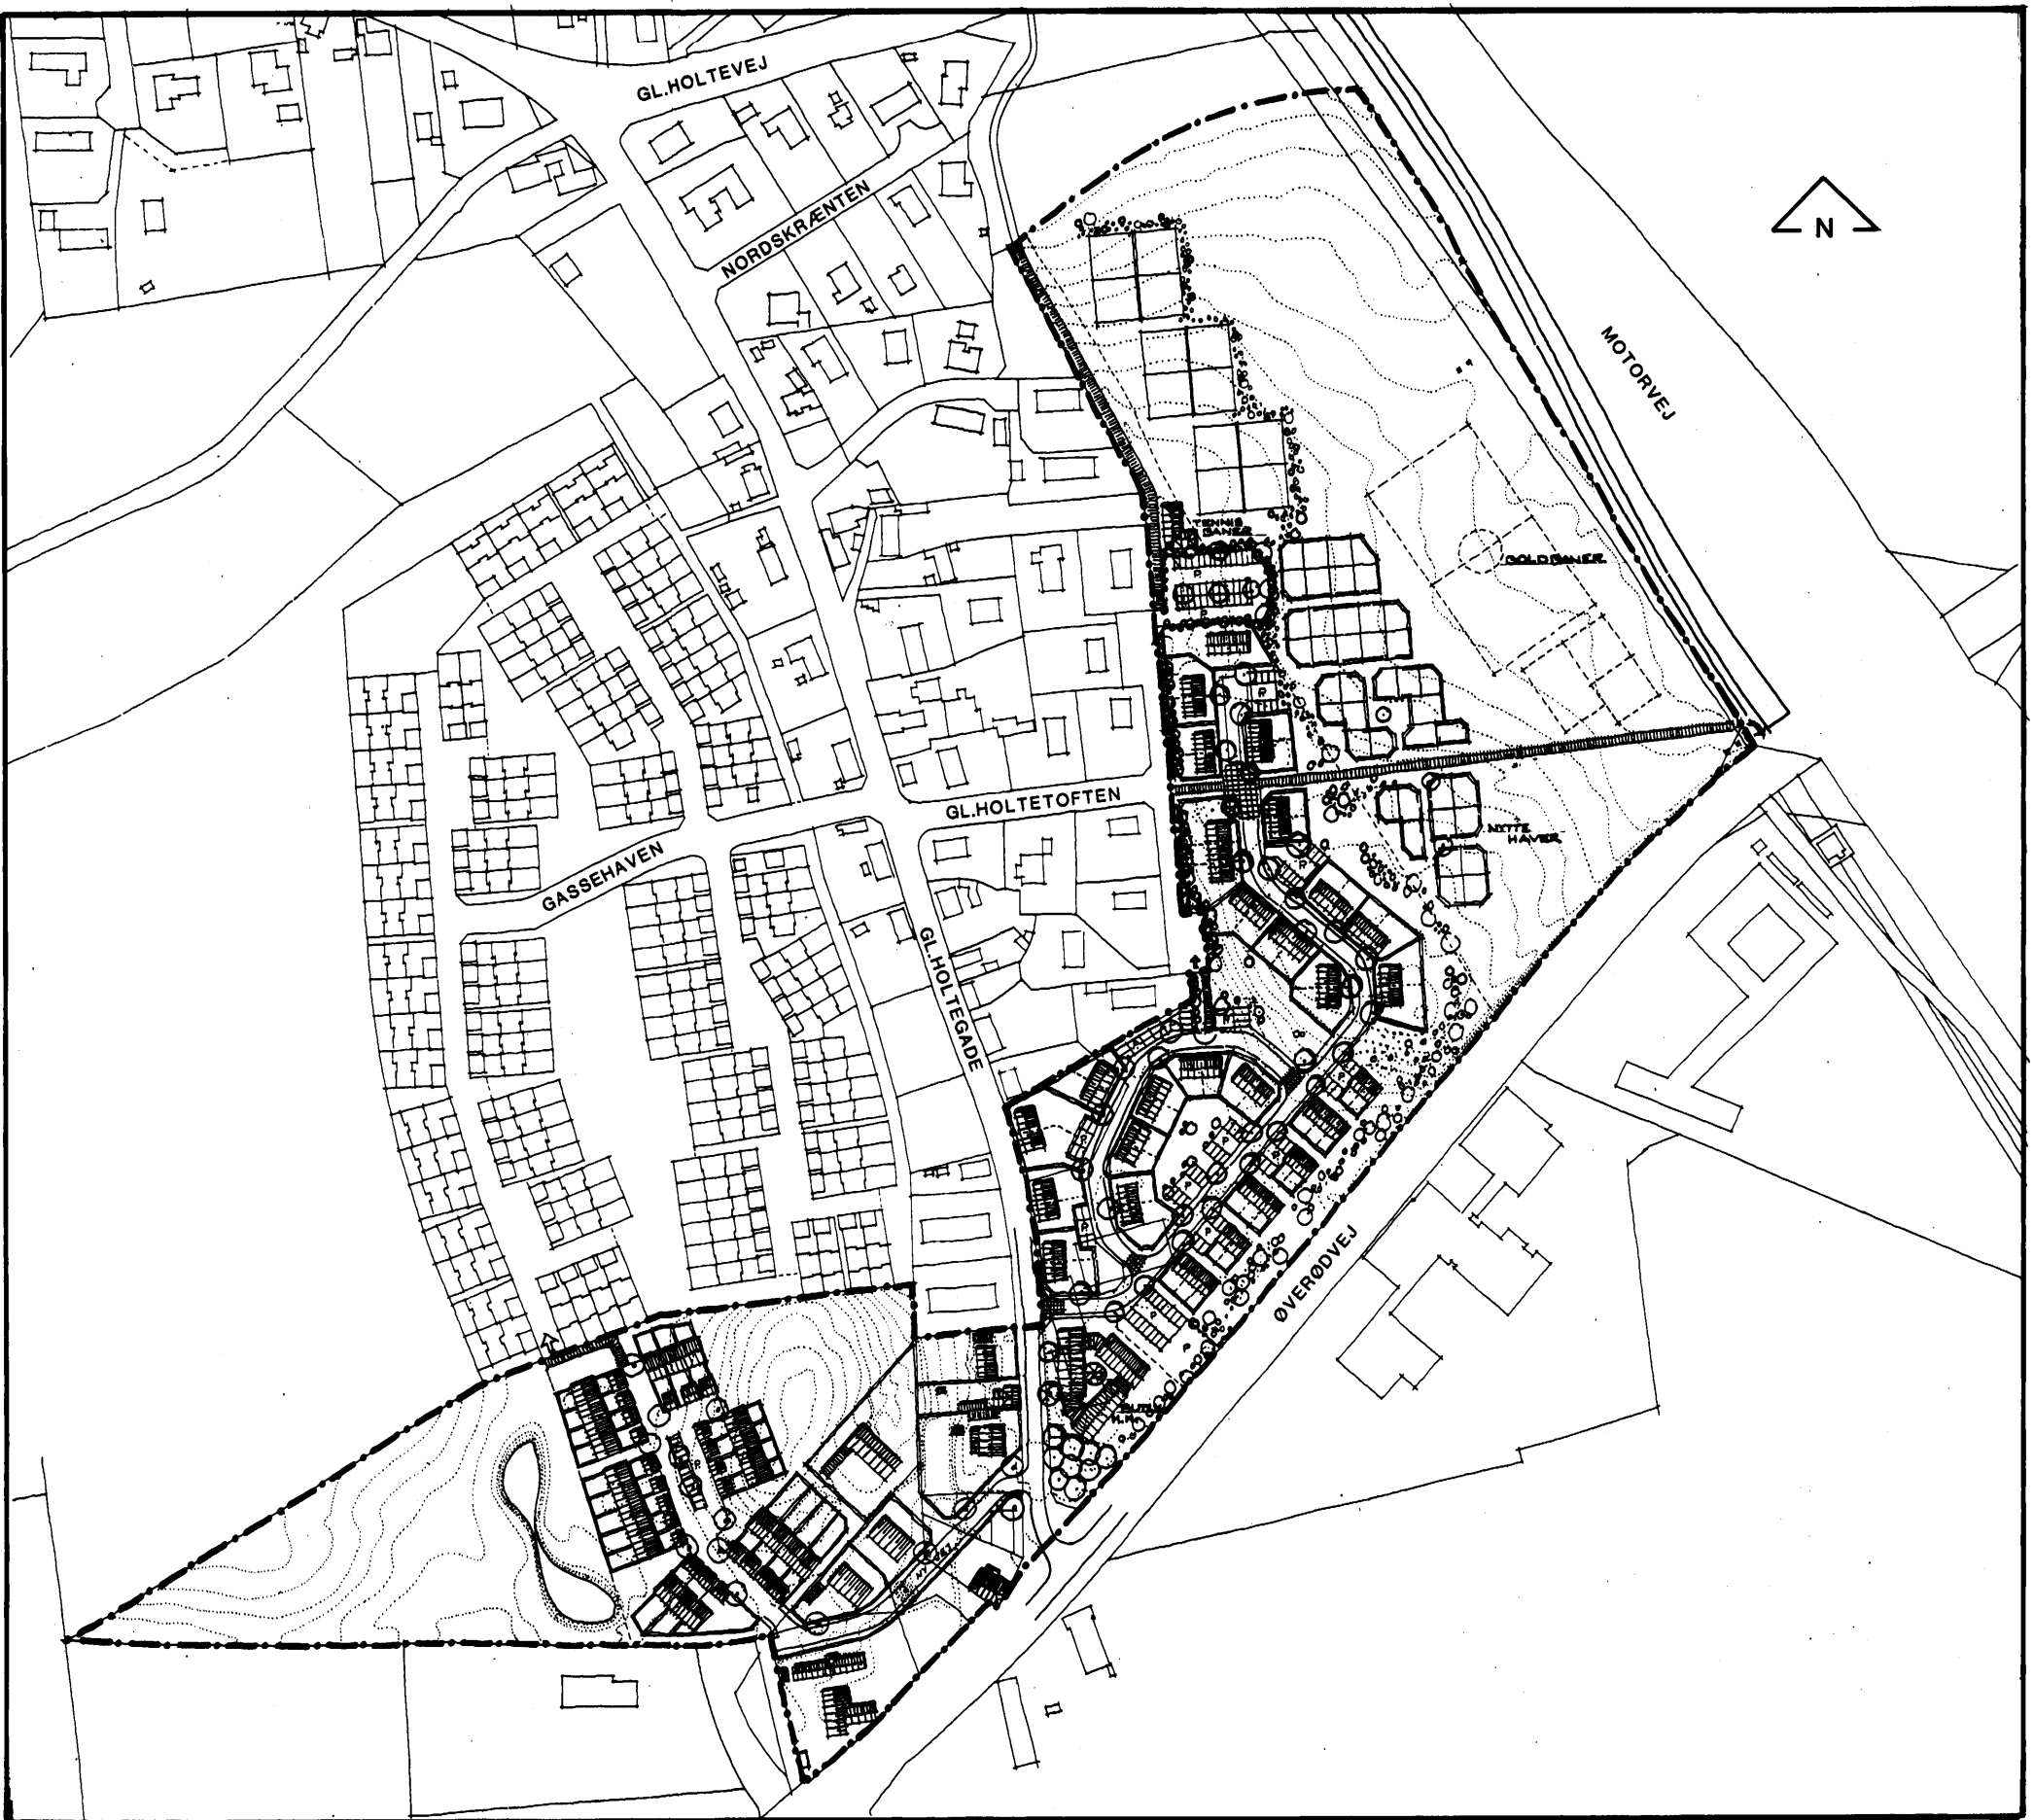 GL.HOLTEVEJ
NORDSKRÆNTEN
N
MOTORVEJ
TENNIS
BANER
BOLDBANER
P
P
P
GL.HOLTETOFTEN
NYTTE
HAVER
GASSEHAVEN
GL.HOLTEGADE
P
P
P
P
P
P
ØVERØDVEJ